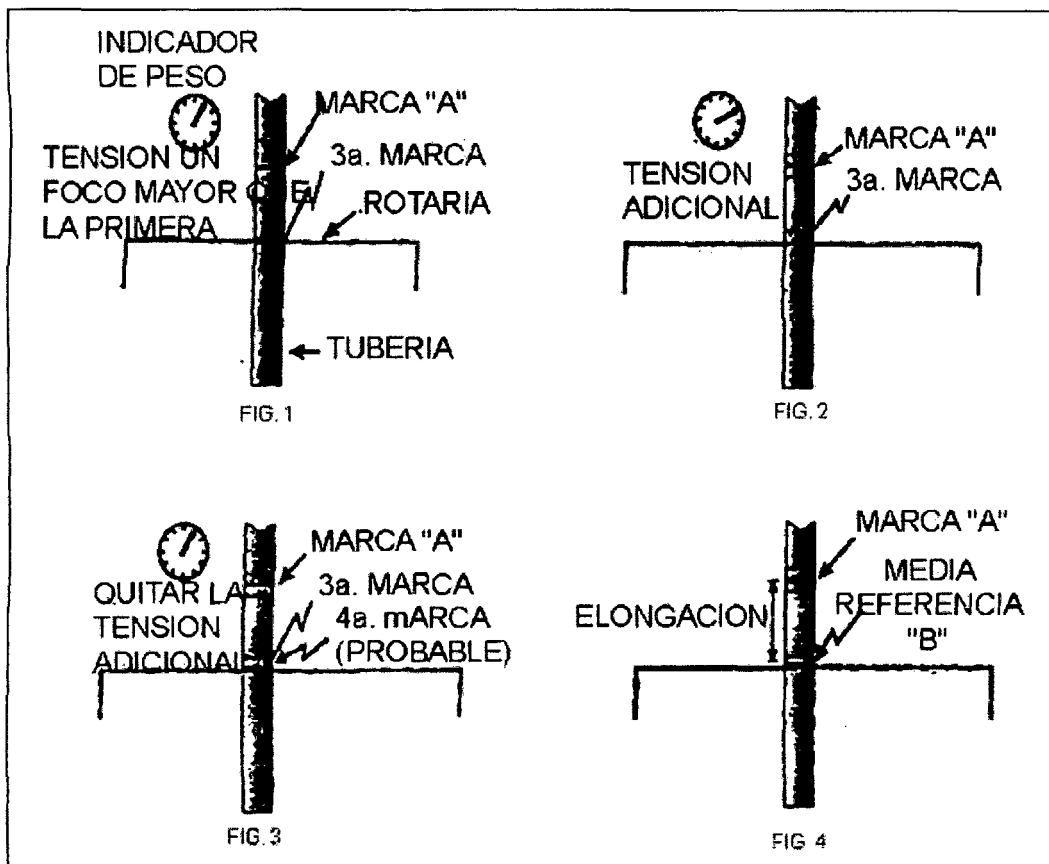 INDICADOR
DE PESO
MARCA "A"
TENSION UN
3a. MARCA
FOCO MAYOR QUE
LA PRIMERA
.ROTARIA
TUBERIA
FIG. 1
MARCA "A"
TENSION
ADICIONAL
3a. MARCA
FIG. 2
MARCA "A"
QUITAR LA
TENSION
ADICIONAL
3a. MARCA
4a. mARCA
(PROBABLE)
FIG. 3
MARCA "A"
ELONGACION
MEDIA
REFERENCIA
"B"
FIG 4